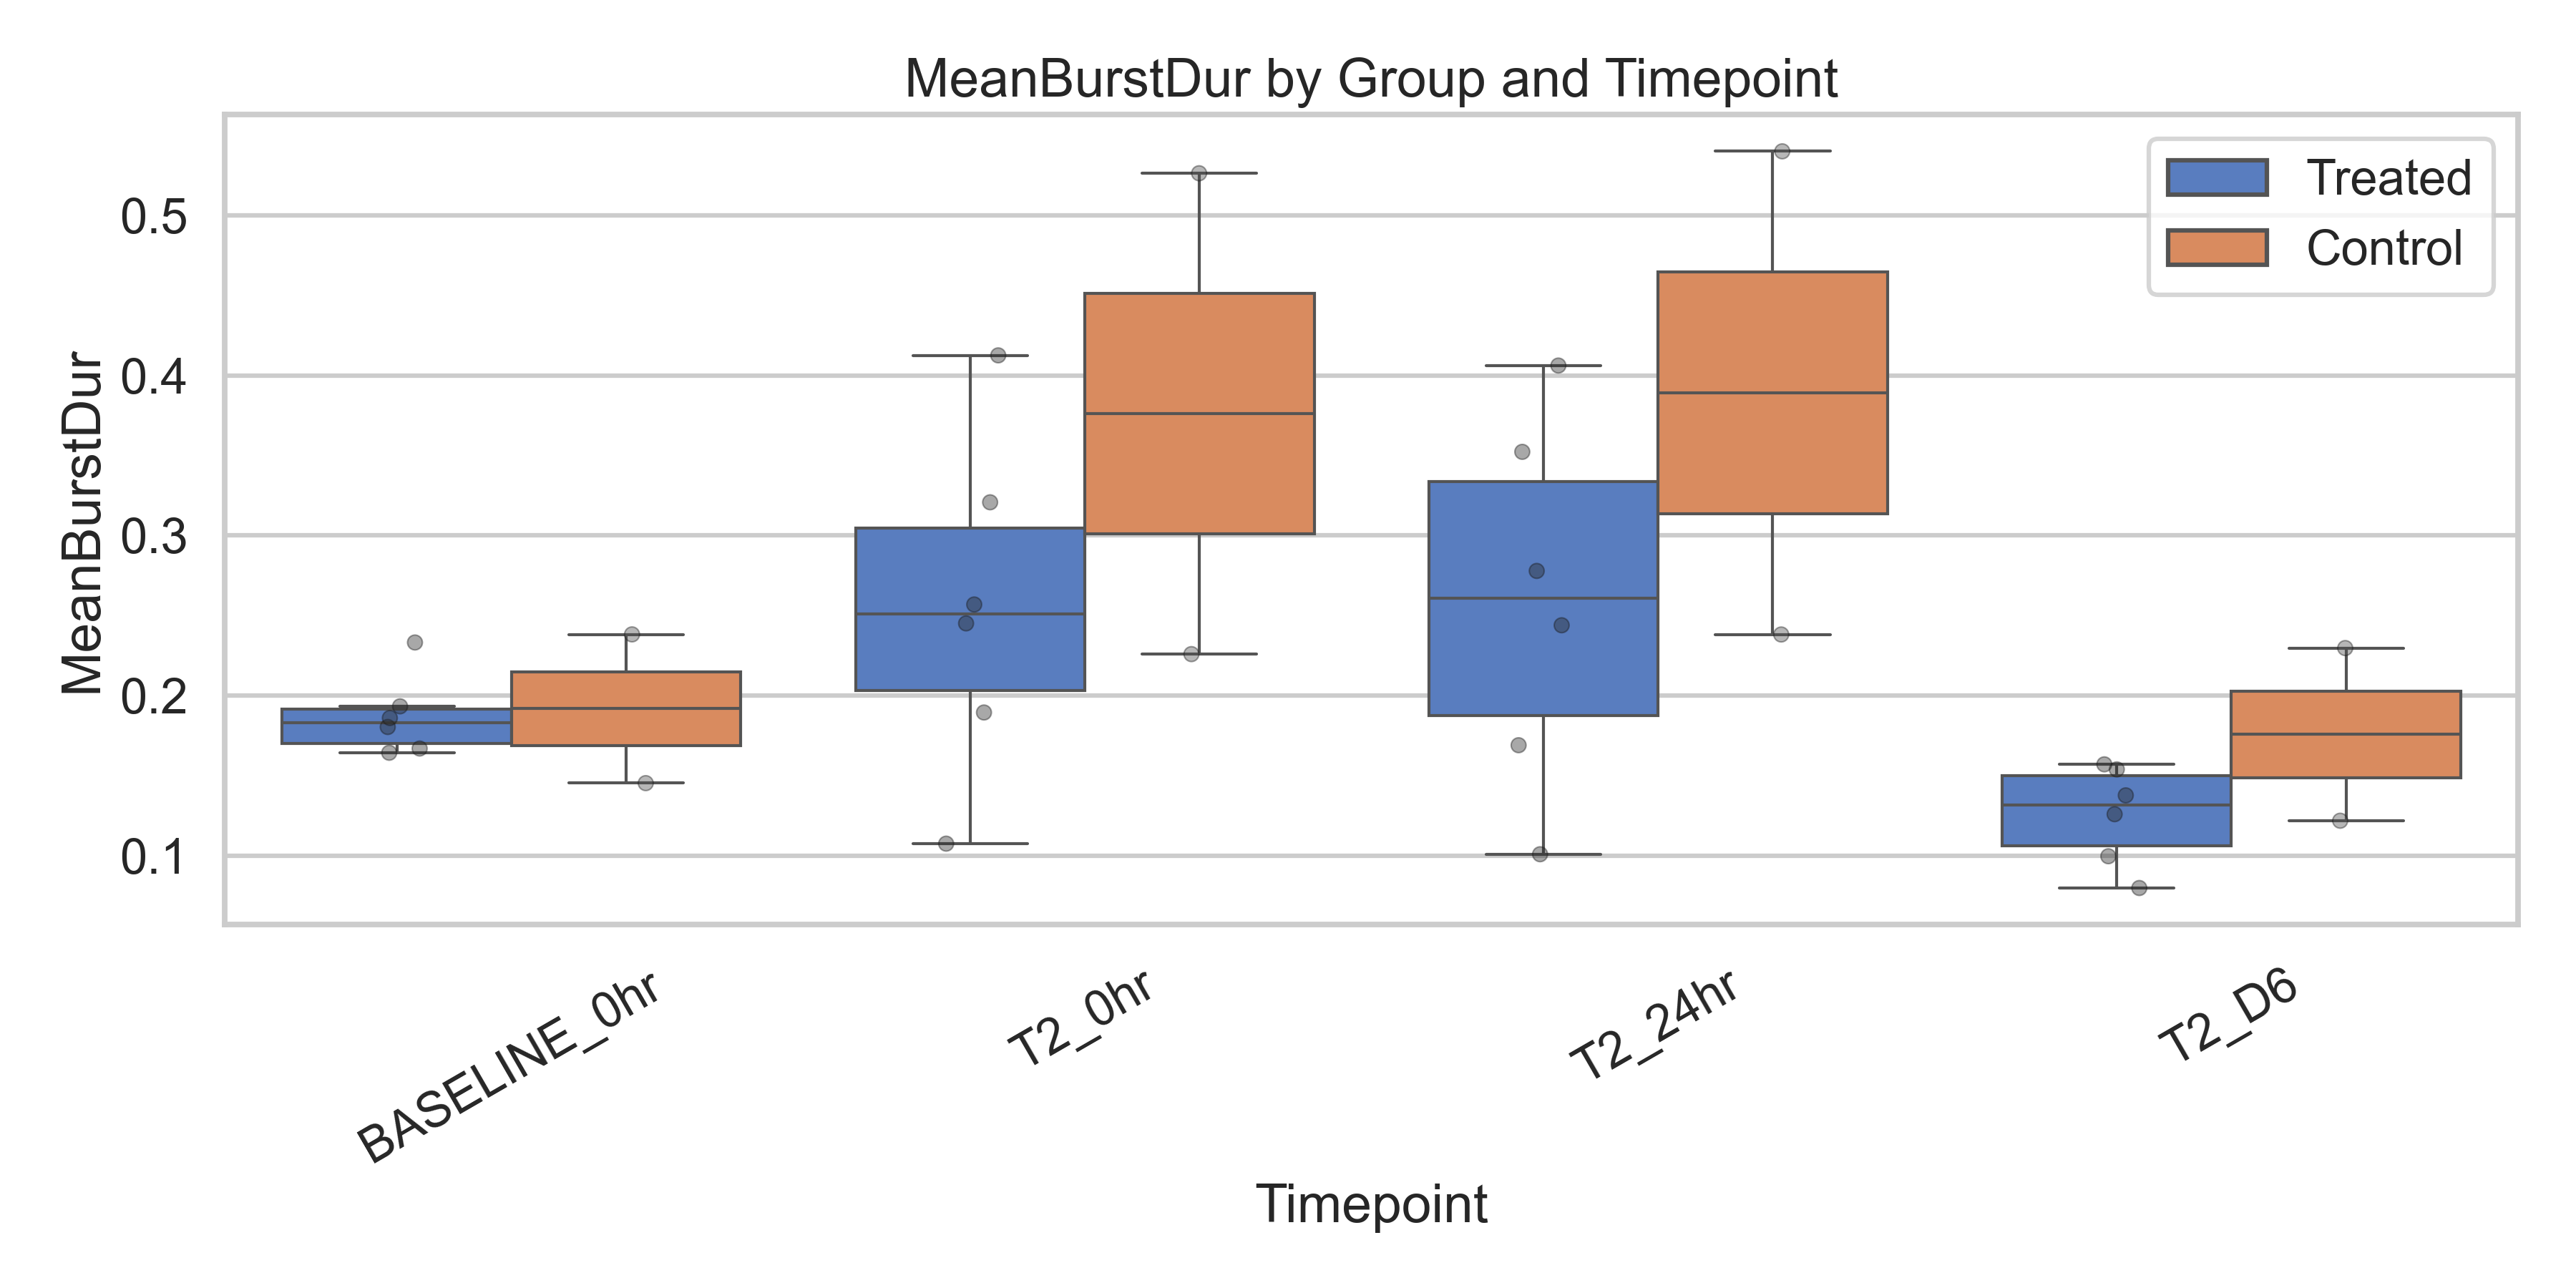 MeanBurstDur by Group and Timepoint
Treated
Control
MeanBurstDur
0.5
0.4
0.3
0.2
0.1
BASELINE_0hr
T2_0hr
T2_24hr
T2_D6
Timepoint